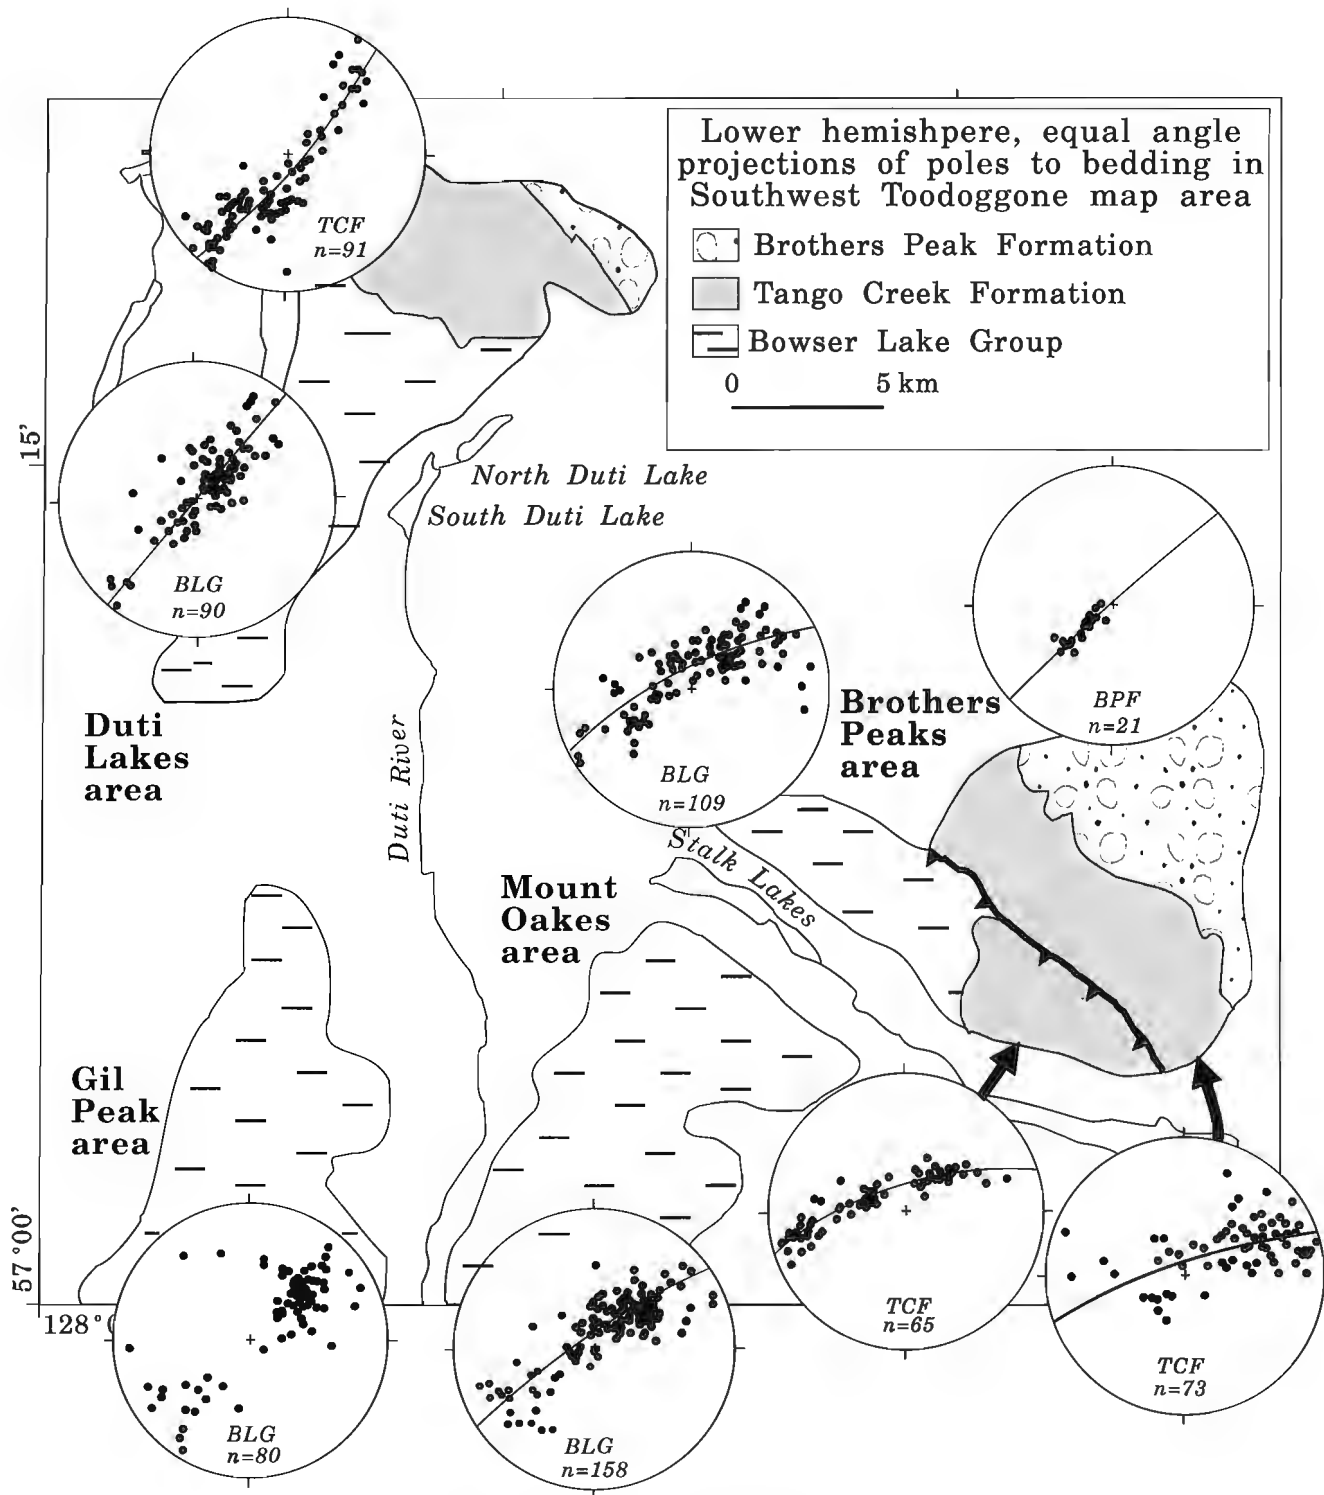 Lower hemishpere, equal angle
projections of poles to bedding in
Southwest Toodoggone map area
Brothers Peak Formation
Tango Creek Formation
Bowser Lake Group
0 5 km
TCF
n=91
15'
North Duti Lake
South Duti Lake
BLG
n=90
BPF
n=21
Duti
Lakes
area
Duti River
BLG
n=109
Brothers
Peaks
area
Stalk Lakes
Mount
Oakes
area
Gil
Peak
area
57°00'
128°
BLG
n=80
BLG
n=158
TCF
n=65
TCF
n=73